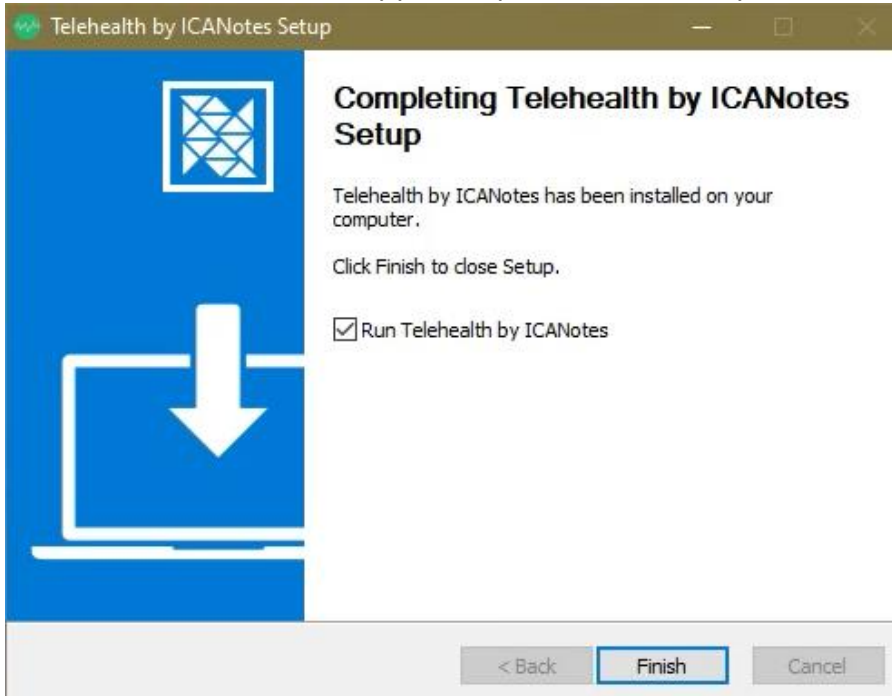 Telehealth by ICANotes Setup
Completing Telehealth by ICANotes
Setup
Telehealth by ICANotes has been installed on your
computer.
Click Finish to close Setup.
Run Telehealth by ICANotes
< Back
Finish
Cancel